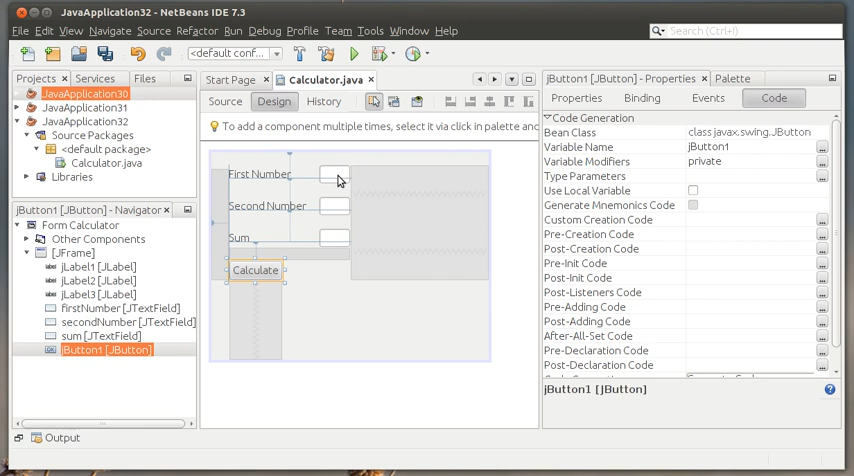 JavaApplication32 - NetBeans IDE 7.3
File Edit View Navigate Source Refactor Run Debug Profile Team Tools Window Help
Search (Ctrl+I)
<default conf...
Projects Services Files
JavaApplication30
JavaApplication31
JavaApplication32
Source Packages
<default package>
Calculator.java
Libraries
jButton1 [JButton] - Navigator
Form Calculator
Other Components
[JFrame]
jLabel1 [JLabel]
jLabel2 [JLabel]
jLabel3 [JLabel]
firstNumber [JTextField]
secondNumber [JTextField]
sum [JTextField]
jButton1 [JButton]
Output
Start Page Calculator.java
Source Design History
To add a component multiple times, select it via click in palette and
First Number
Second Number
Sum
Calculate
jButton1 [JButton] - Properties Palette
Properties Binding Events Code
Code Generation
Bean Class class javax.swing.JButton
Variable Name jButton1
Variable Modifiers private
Type Parameters
Use Local Variable
Generate Mnemonics Code
Custom Creation Code
Pre-Creation Code
Post-Creation Code
Pre-Init Code
Post-Init Code
Post-Listeners Code
Pre-Adding Code
Post-Adding Code
After-All-Set Code
Pre-Declaration Code
Post-Declaration Code
jButton1 [JButton]